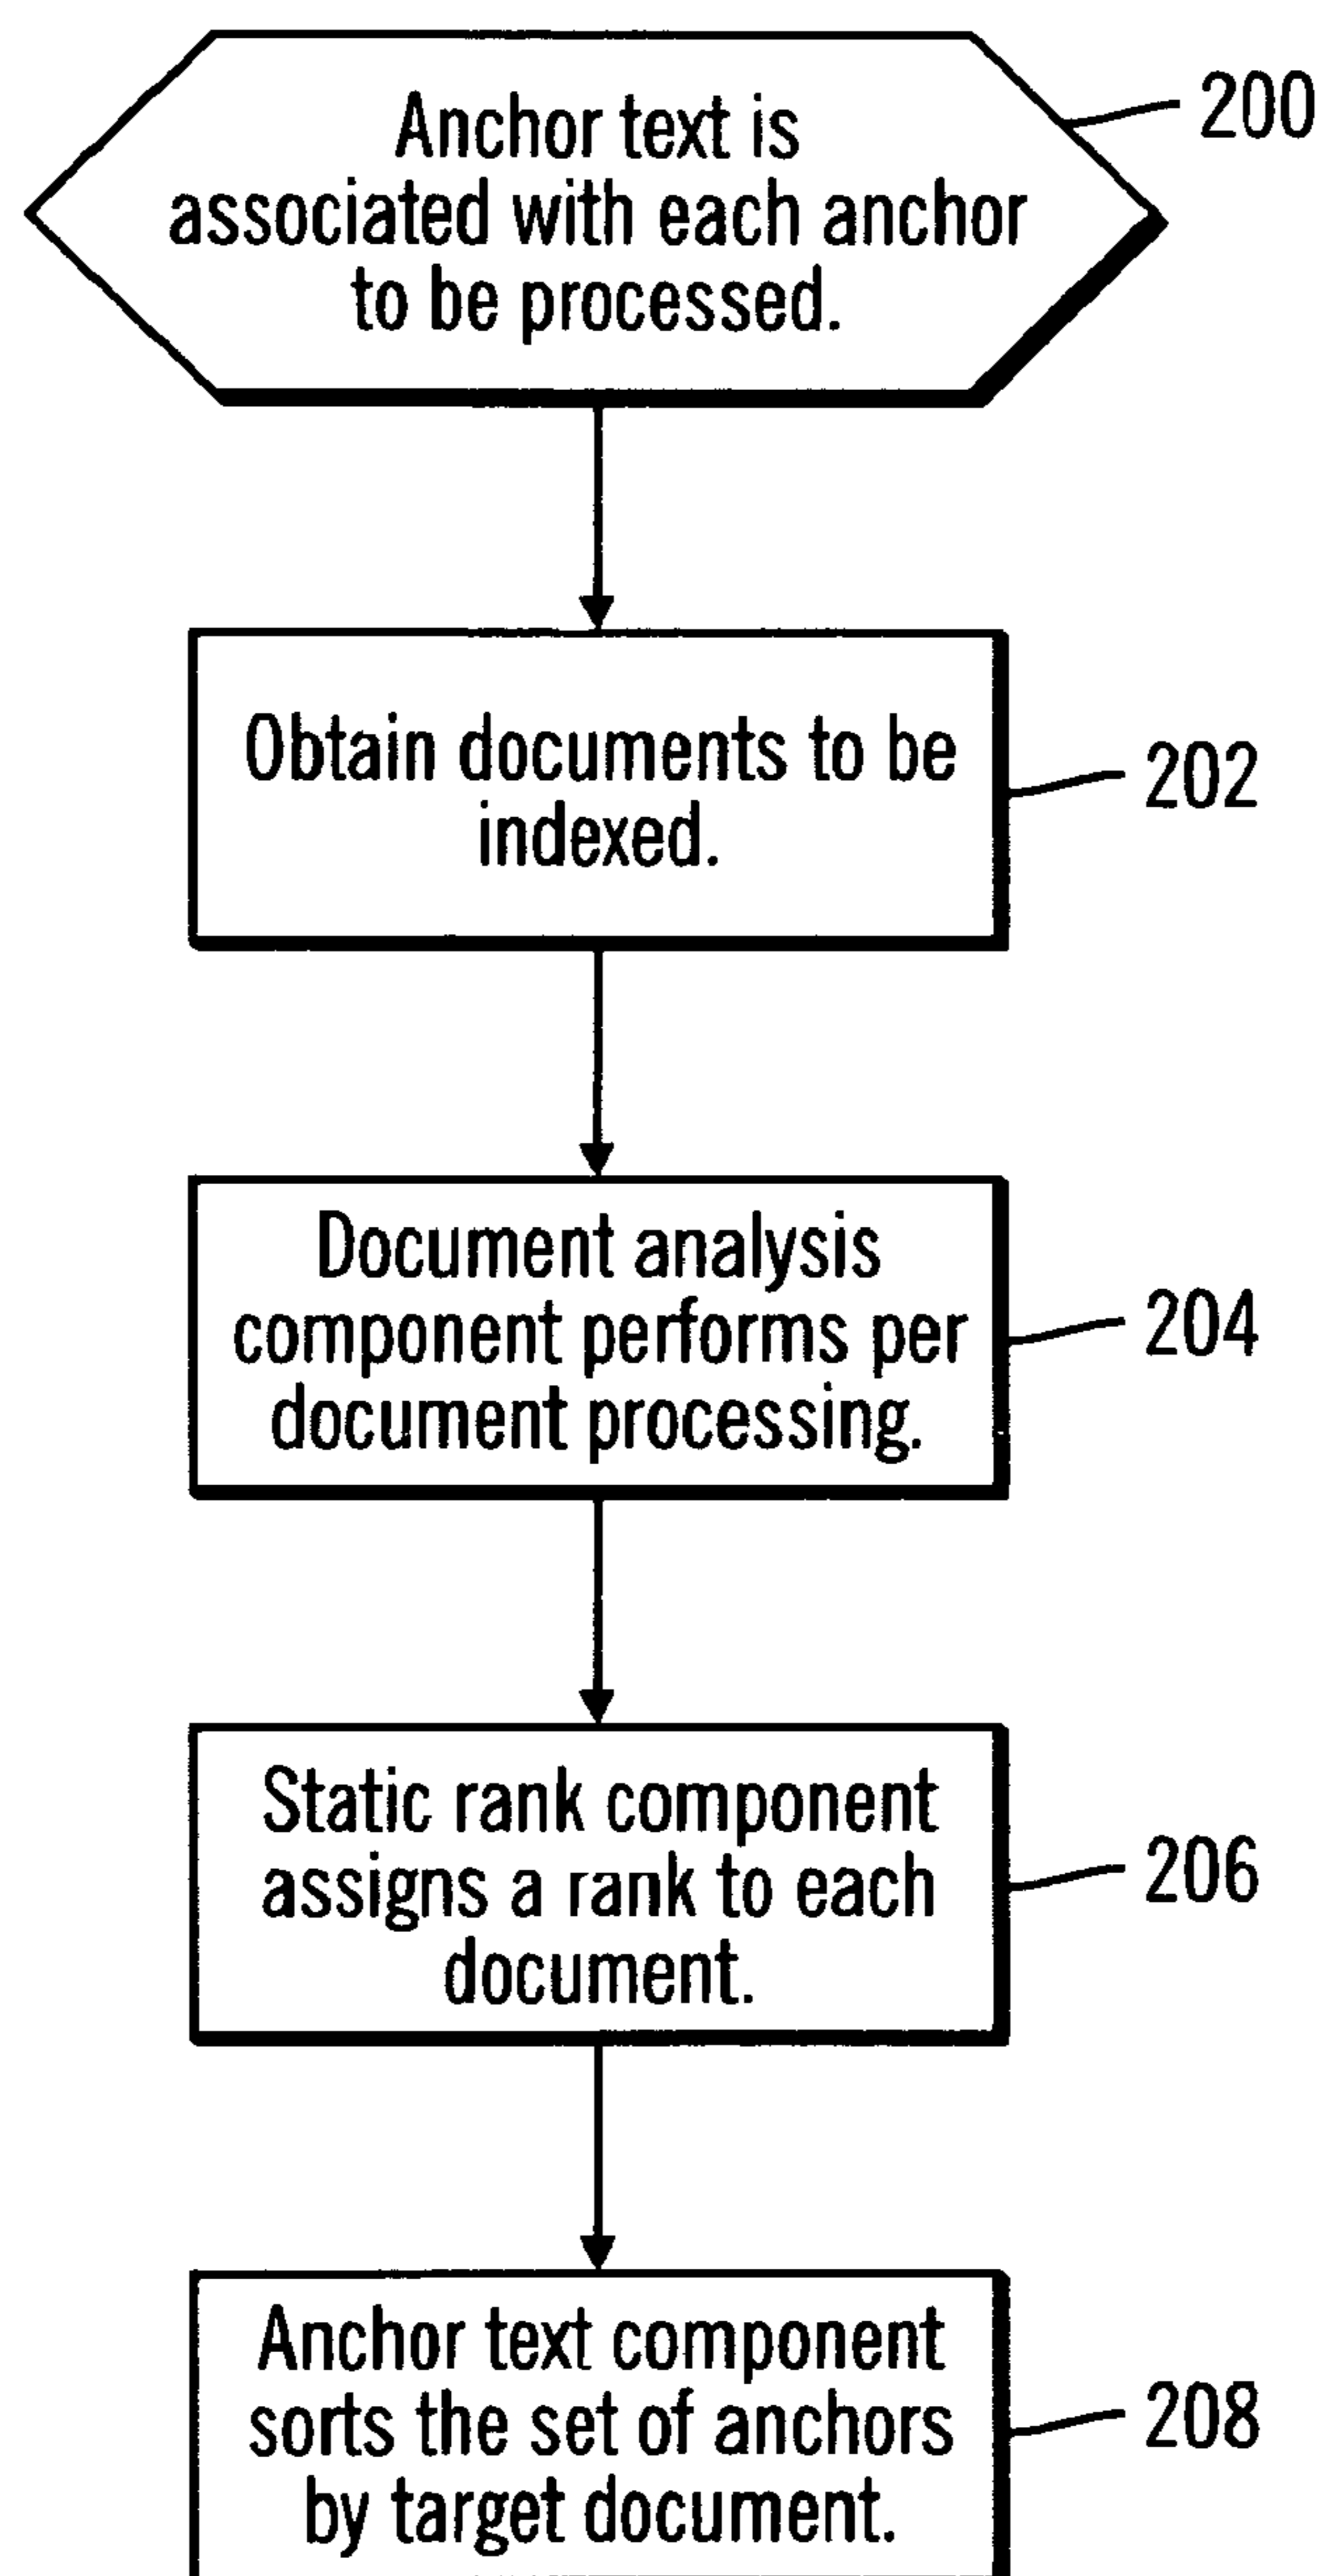 Anchor text is
associated with each anchor
to be processed.
200
Obtain documents to be
indexed.
202
Document analysis
component performs per
document processing.
204
Static rank component
assigns a rank to each
document.
206
Anchor text component
sorts the set of anchors
by target document.
208